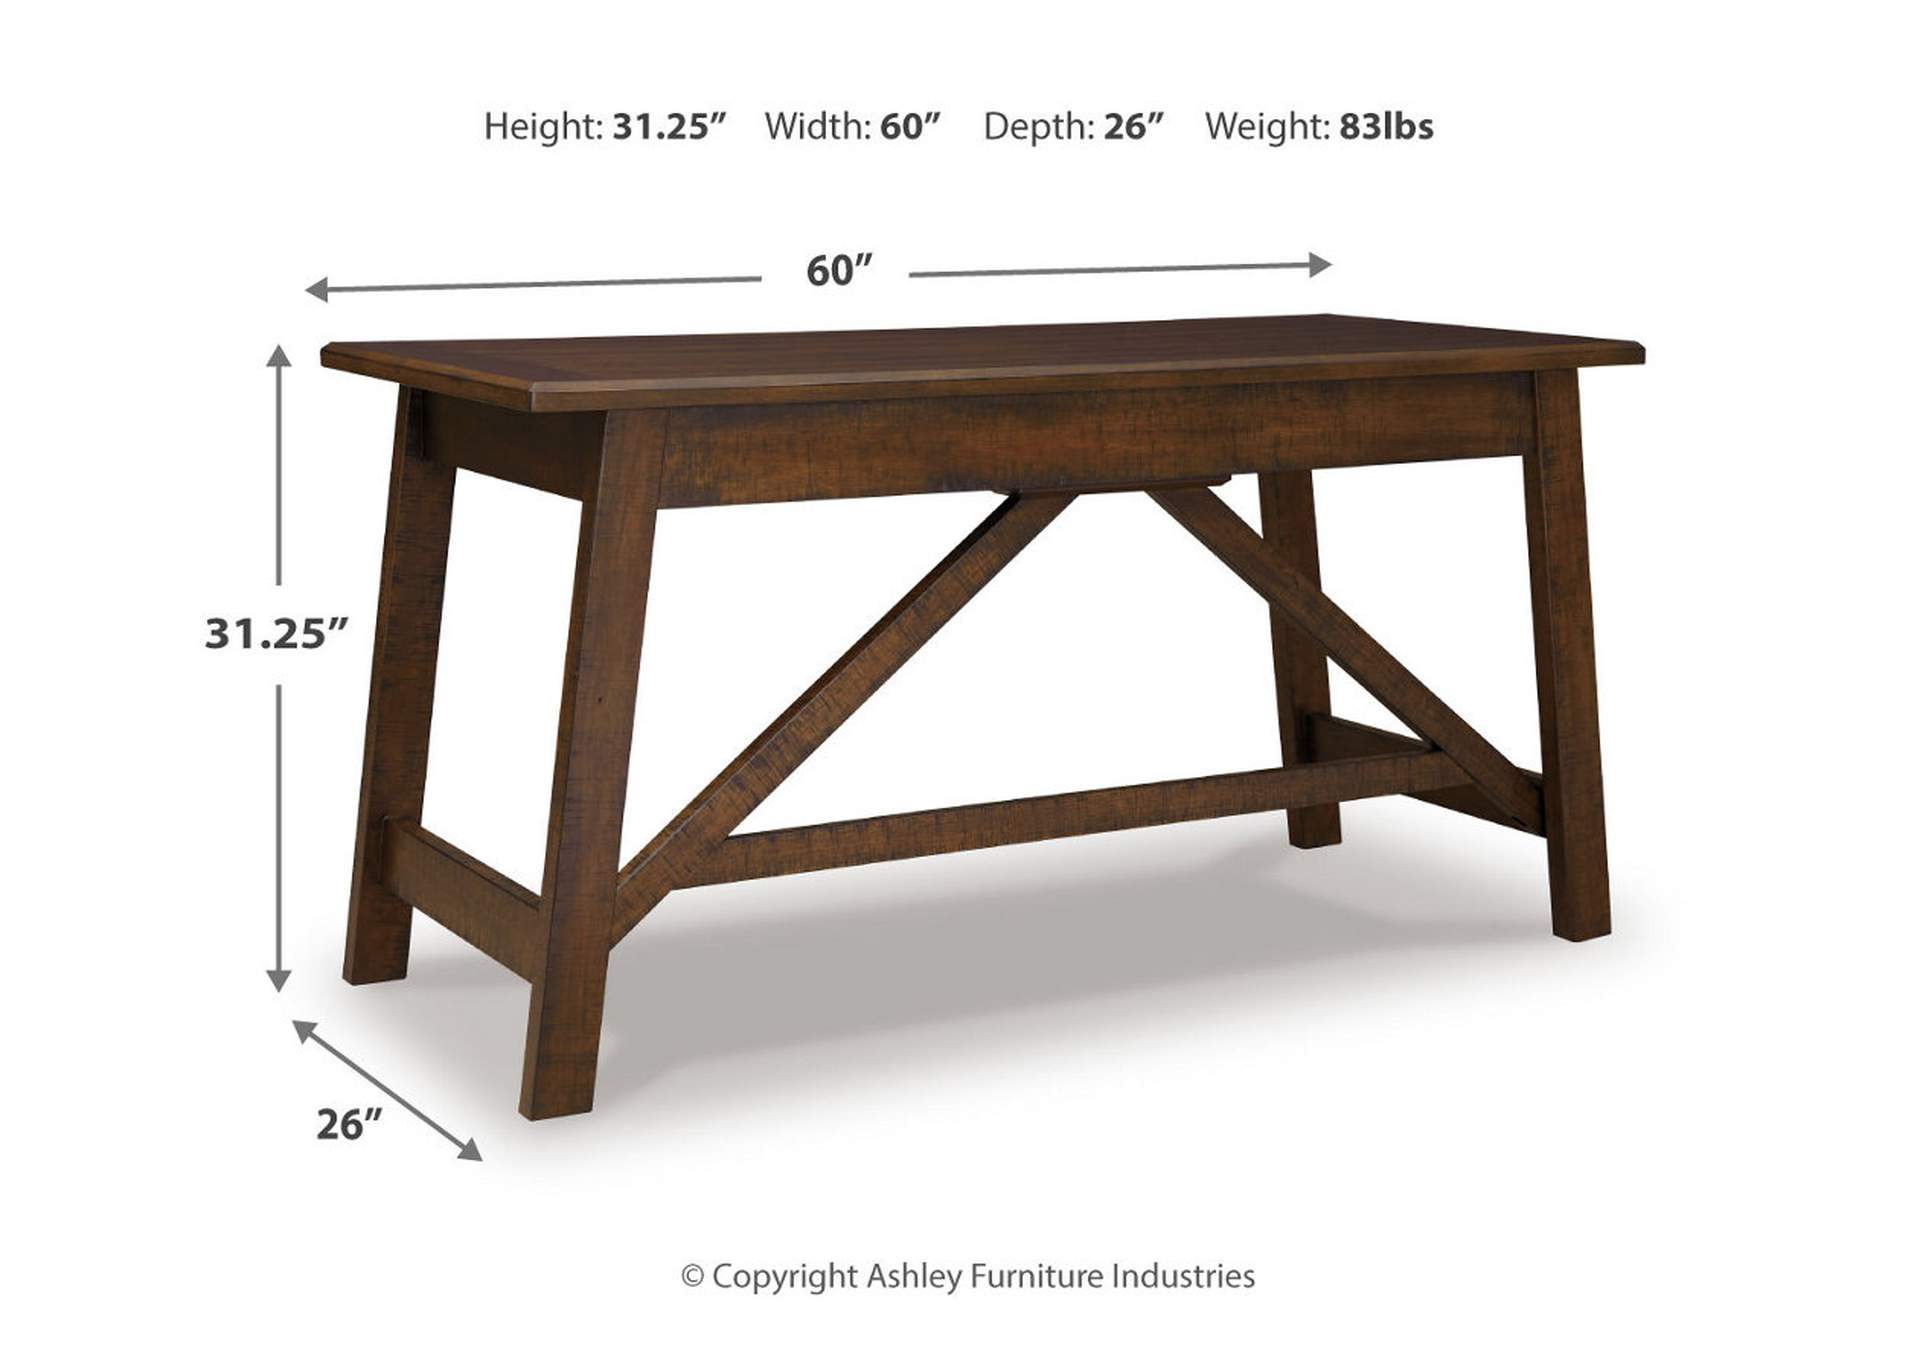 Height: 31.25” Width: 60” Depth: 26” Weight: 83lbs
60”
31.25”
26”
© Copyright Ashley Furniture Industries